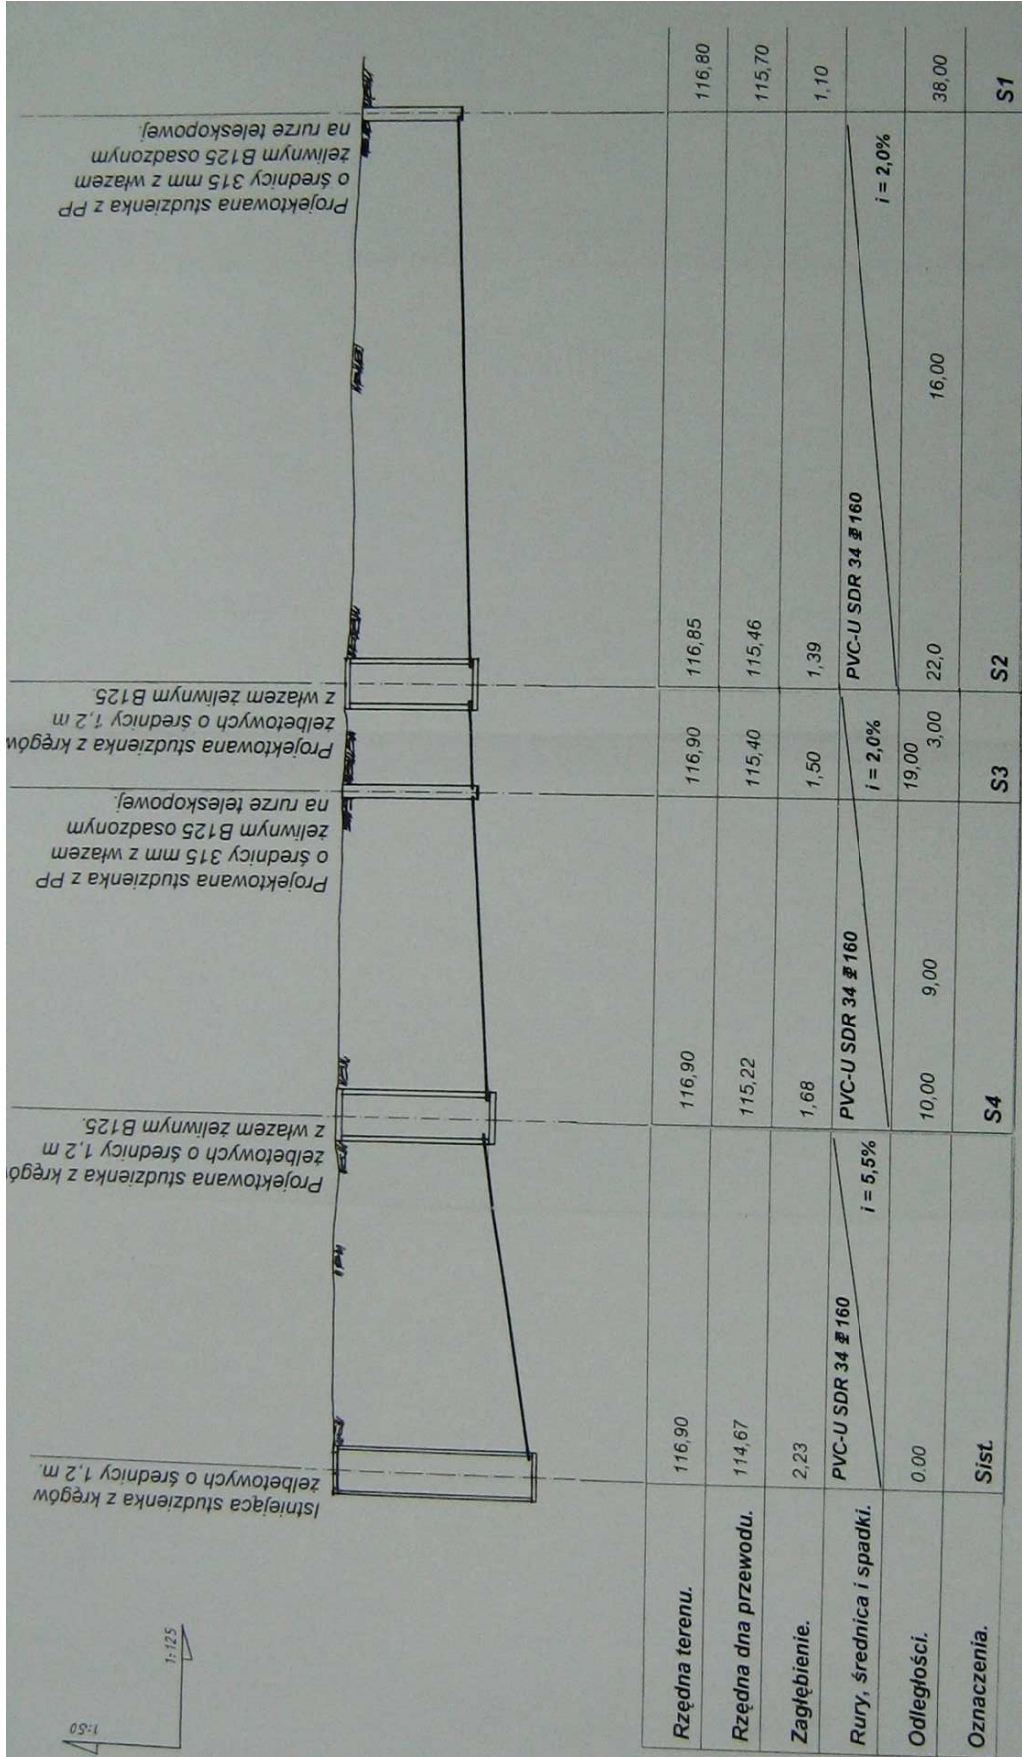 1:50
1:125
Istniejąca studzienka z kręgów
żelbetowych o średnicy 1,2 m.
Projektowana studzienka z kręgó
żelbetowych o średnicy 1,2 m
z włazem żeliwnym B125.
Projektowana studzienka z PP
o średnicy 315 mm z włazem
żeliwnym B125 osadzonym
na rurze teleskopowej.
Projektowana studzienka z kręgów
żelbetowych o średnicy 1,2 m
z włazem żeliwnym B125.
Projektowana studzienka z PP
o średnicy 315 mm z włazem
żeliwnym B125 osadzonym
na rurze teleskopowej.
Rzędna terenu. 116,90 116,90 116,90 116,85 116,80
Rzędna dna przewodu. 114,67 115,22 115,40 115,46 115,70
Zagłębienie. 2,23 1,68 1,50 1,39 1,10
Rury, średnica i spadki. PVC-U SDR 34 Φ160 i = 5,5% PVC-U SDR 34 Φ160 i = 2,0% PVC-U SDR 34 Φ160 i = 2,0%
Odległości. 0.00 10,00 9,00 19,00 3,00 22,0 16,00 38,00
Oznaczenia. Sist. S4 S3 S2 S1